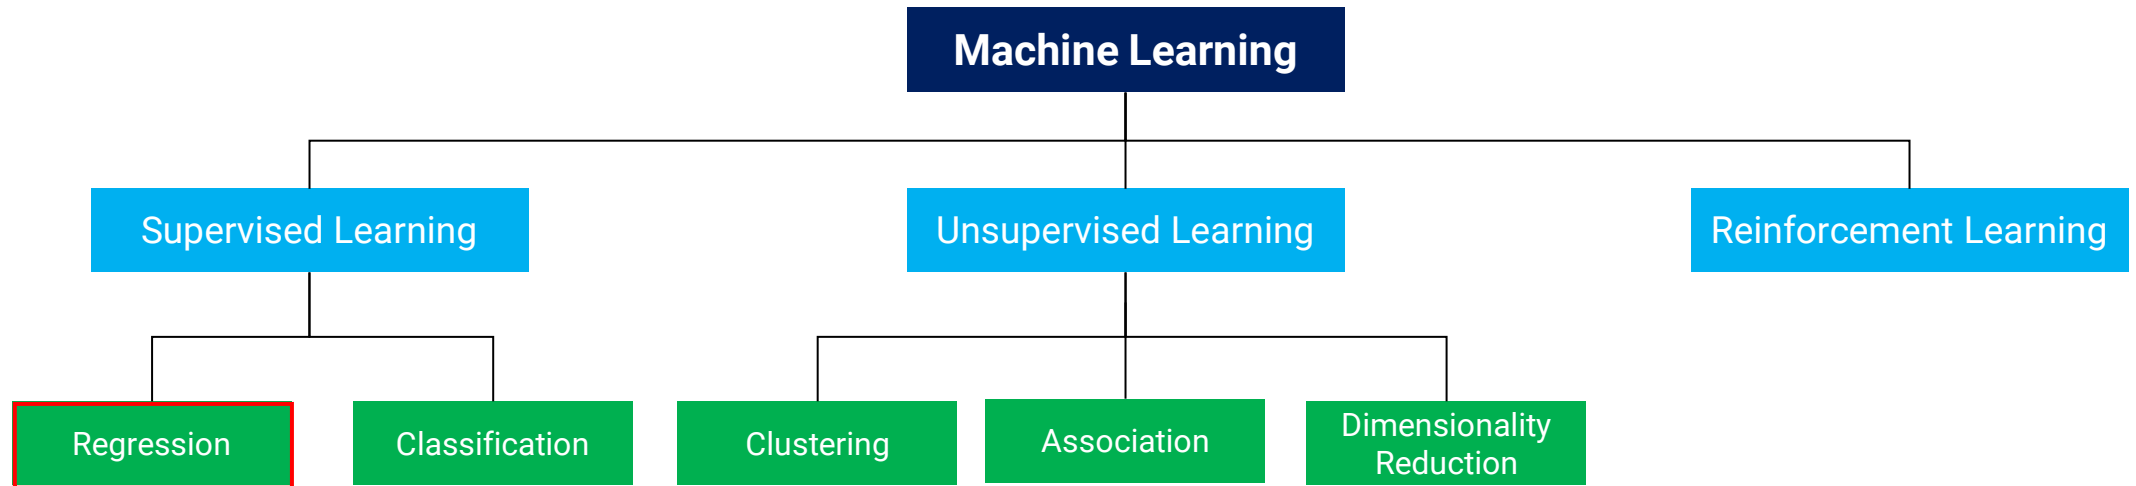 Machine Learning
Supervised Learning
Unsupervised Learning
Reinforcement Learning
Regression
Classification
Clustering
Association
Dimensionality
Reduction